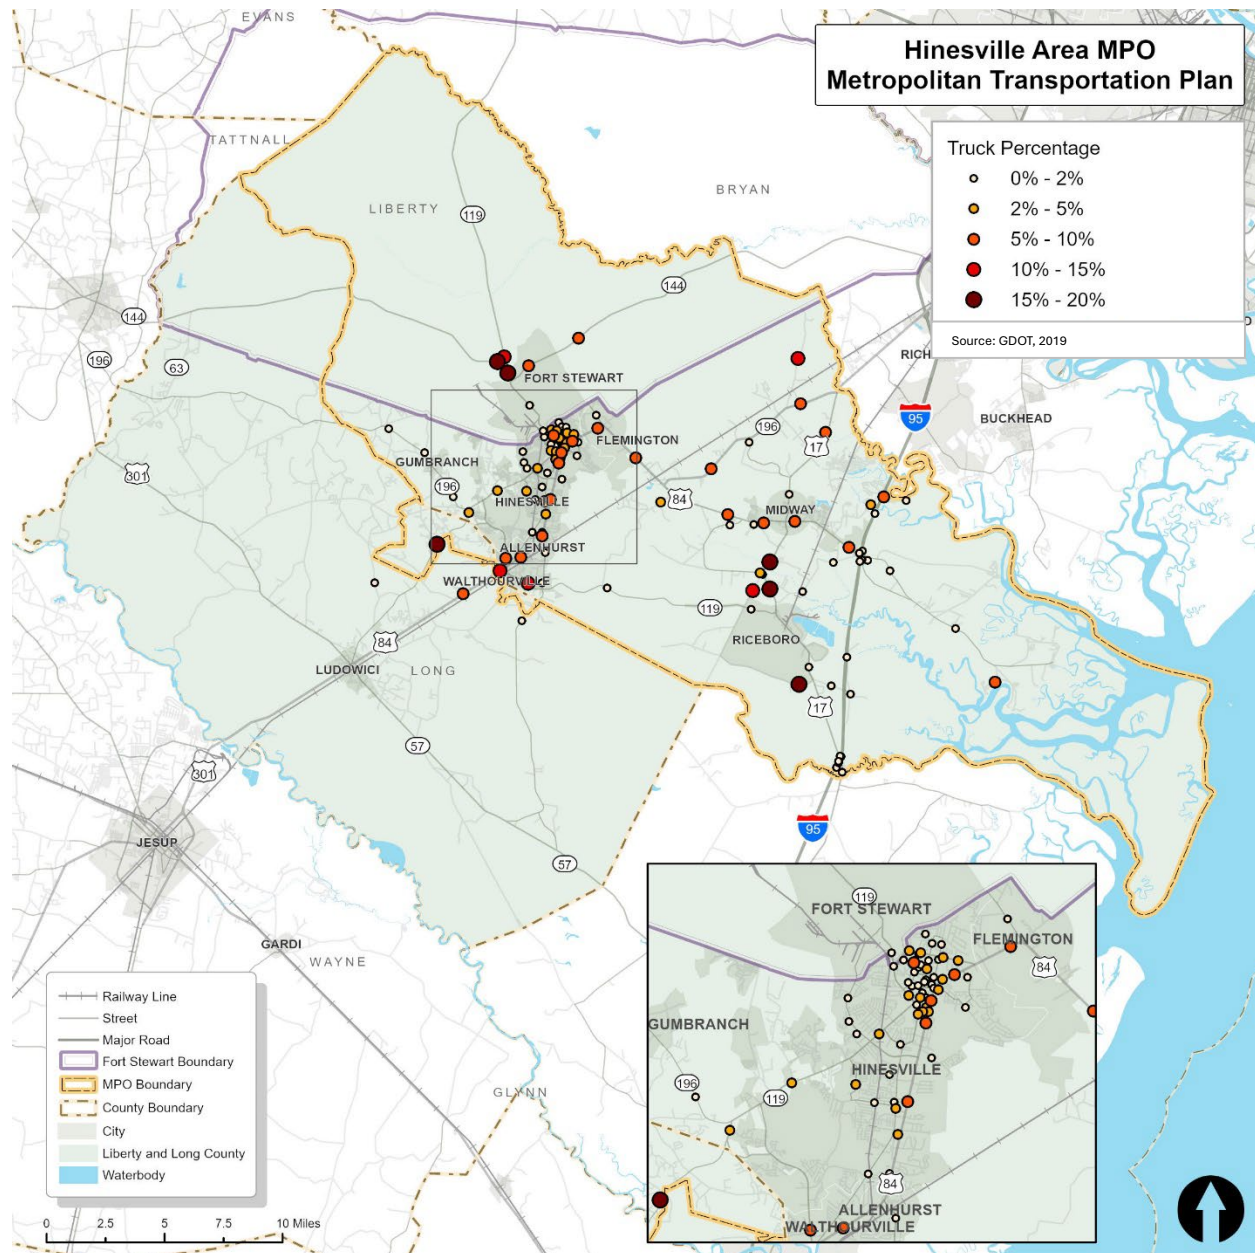 EVANS
Hinesville Area MPO
Metropolitan Transportation Plan
TATTNALL
Truck Percentage
0% - 2%
2% - 5%
5% - 10%
10% - 15%
15% - 20%
Source: GDOT, 2019
BRYAN
LIBERTY
119
144
144
196
63
RICH
95
BUCKHEAD
FORT STEWART
FLEMINGTON
196
17
GUMBRANCH
301
196
HINESVILLE
84
MIDWAY
ALLENHURST
WALTHOURVILLE
119
RICEBORO
84
LUDOWICI
LONG
17
57
301
95
JESUP
57
GARDI
WAYNE
GLYNN
119
FORT STEWART
FLEMINGTON
84
GUMBRANCH
HINESVILLE
196
119
84
ALLENHURST
WALTHOURVILLE
Railway Line
Street
Major Road
Fort Stewart Boundary
MPO Boundary
County Boundary
City
Liberty and Long County
Waterbody
0 2.5 5 7.5 10 Miles